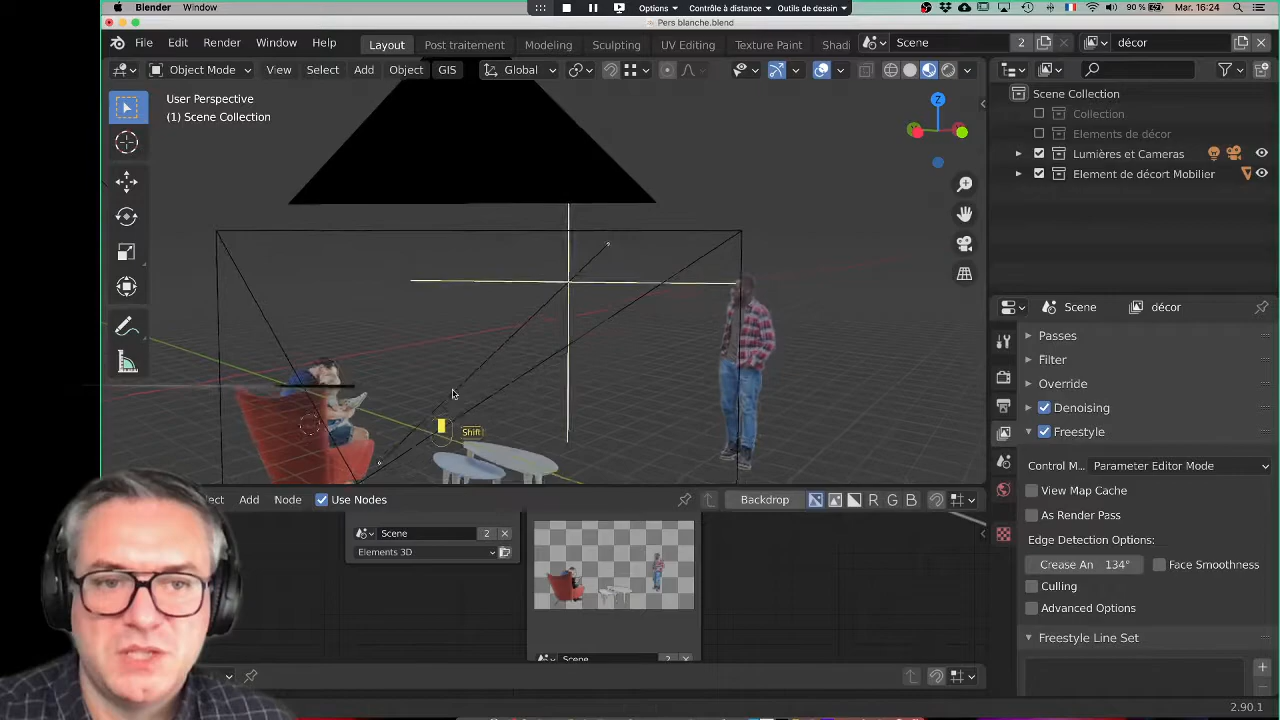 Blender Window
Options Contrôle à distance Outils de dessin
90 % Mar. 16:24
Pers blanche.blend
File Edit Render Window Help
Layout Post traitement Modeling Sculpting UV Editing Texture Paint Shadi
Scene 2 décor
Object Mode View Select Add Object GIS Global
User Perspective
(1) Scene Collection
Z
Shift
Scene Collection
Collection
Elements de décor
Lumières et Cameras
Element de décort Mobilier
Scene décor
Passes
Filter
Override
Denoising
Freestyle
Control M... Parameter Editor Mode
View Map Cache
As Render Pass
Edge Detection Options:
Crease An 134° Face Smoothness
Culling
Advanced Options
Freestyle Line Set
ect Add Node Use Nodes Backdrop R G B
Scene 2
Elements 3D
Scene 2
2.90.1